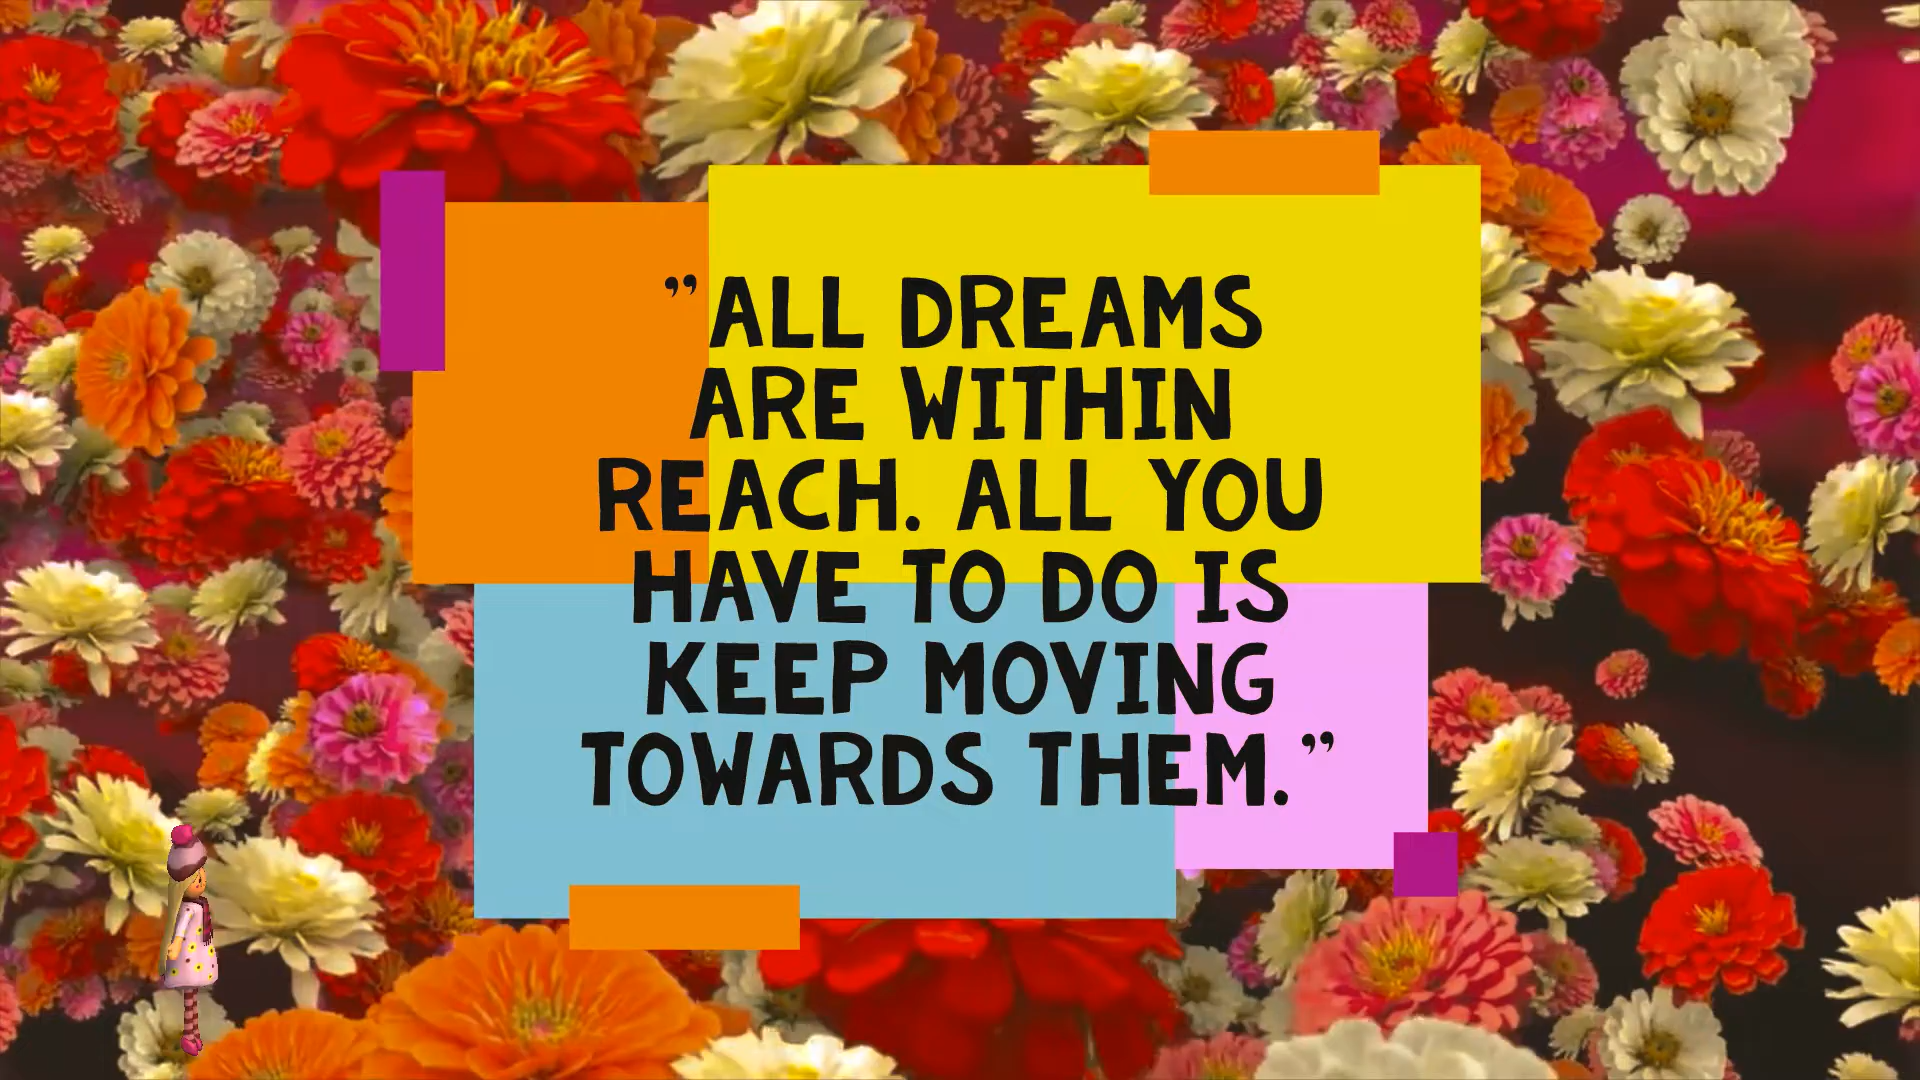 ”ALL DREAMS
ARE WITHIN
REACH. ALL YOU
HAVE TO DO IS
KEEP MOVING
TOWARDS THEM.”